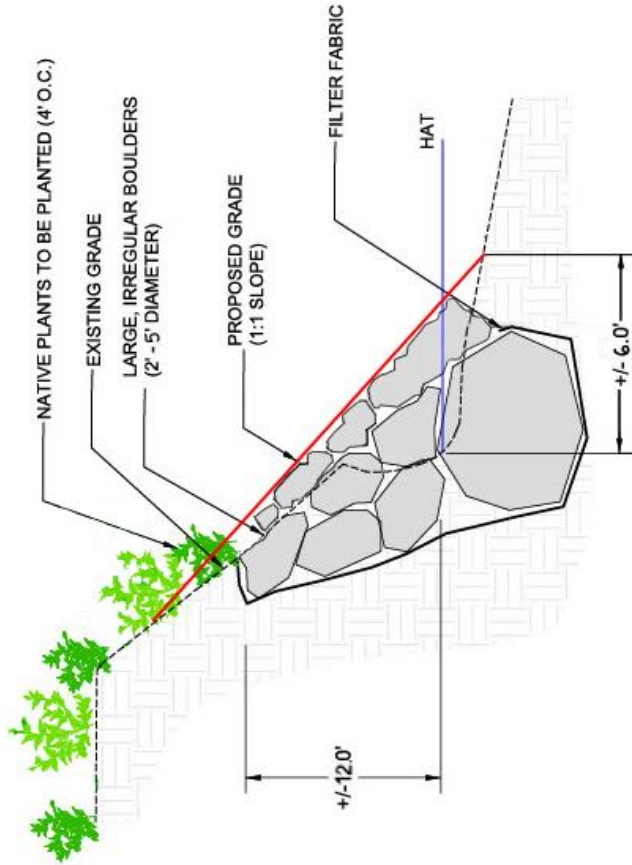 NATIVE PLANTS TO BE PLANTED (4' O.C.)
EXISTING GRADE
LARGE, IRREGULAR BOULDERS
(2' - 5' DIAMETER)
PROPOSED GRADE
(1:1 SLOPE)
HAT
FILTER FABRIC
+/-12.0'
+/- 6.0'